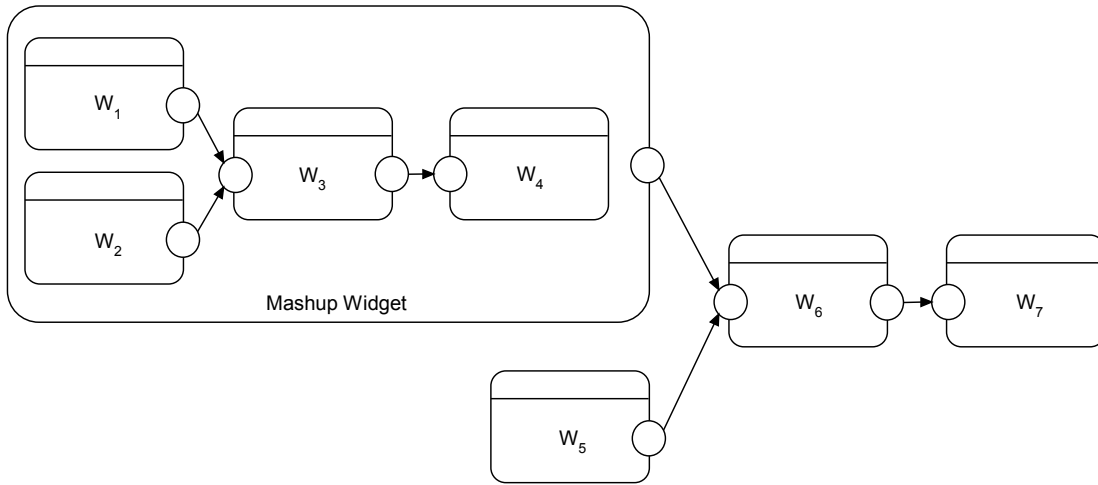 W₁
W₂
W₃
W₄
Mashup Widget
W₅
W₆
W₇